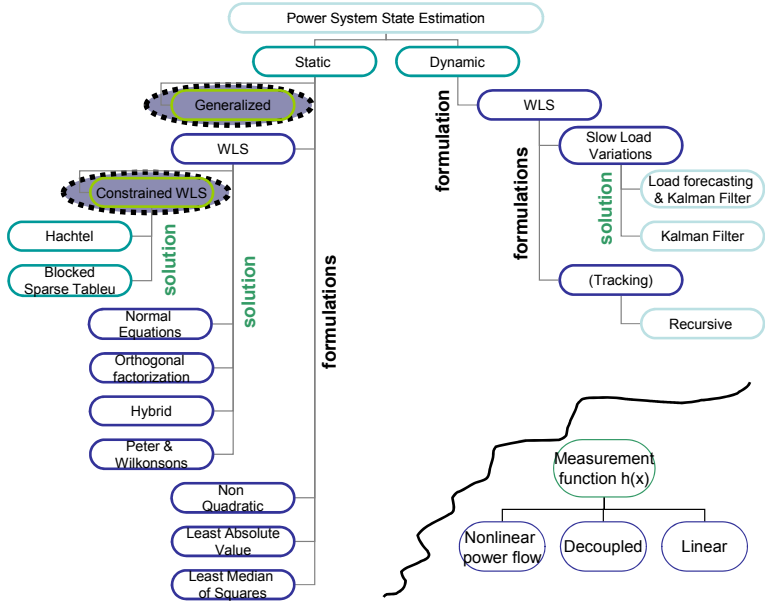 Power System State Estimation
Static
Dynamic
Generalized
WLS
WLS
Constrained WLS
Hachtel
Blocked
Sparse Tableu
solution
Normal
Equations
Orthogonal
factorization
Hybrid
Peter &
Wilkonsons
solution
Non
Quadratic
Least Absolute
Value
Least Median
of Squares
formulations
formulation
formulations
Slow Load
Variations
solution
Load forecasting
& Kalman Filter
Kalman Filter
(Tracking)
Recursive
Measurement
function h(x)
Nonlinear
power flow
Decoupled
Linear